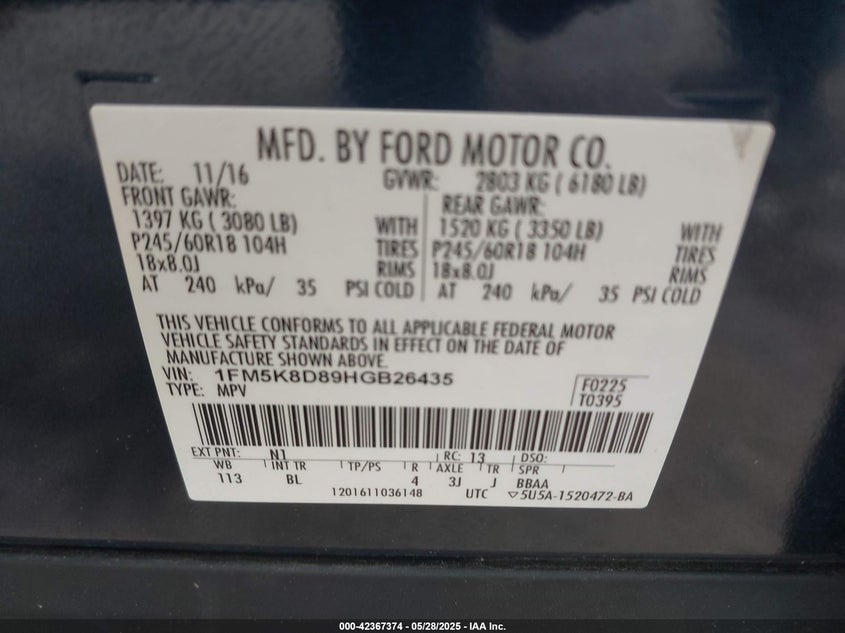 MFD. BY FORD MOTOR CO.
DATE: 11/16 GVWR: 2803 KG ( 6180 LB)
FRONT GAWR: REAR GAWR:
1397 KG ( 3080 LB) WITH 1520 KG ( 3350 LB) WITH
P245/60R18 104H TIRES P245/60R18 104H TIRES
18x8.0J RIMS 18x8.0J RIMS
AT 240 kPa/ 35 PSI COLD AT 240 kPa/ 35 PSI COLD
THIS VEHICLE CONFORMS TO ALL APPLICABLE FEDERAL MOTOR
VEHICLE SAFETY STANDARDS IN EFFECT ON THE DATE OF
MANUFACTURE SHOWN ABOVE.
VIN: 1FM5K8D89HGB26435 F0225
TYPE: MPV T0395
EXT PNT: N1 RC: 13 DSO:
WB INT TR TP/PS R AXLE TR SPR
113 BL 4 3J J BBAA
1201611036148 UTC ▽5U5A-1520472-BA
000-42367374 — 05/28/2025 — IAA Inc.